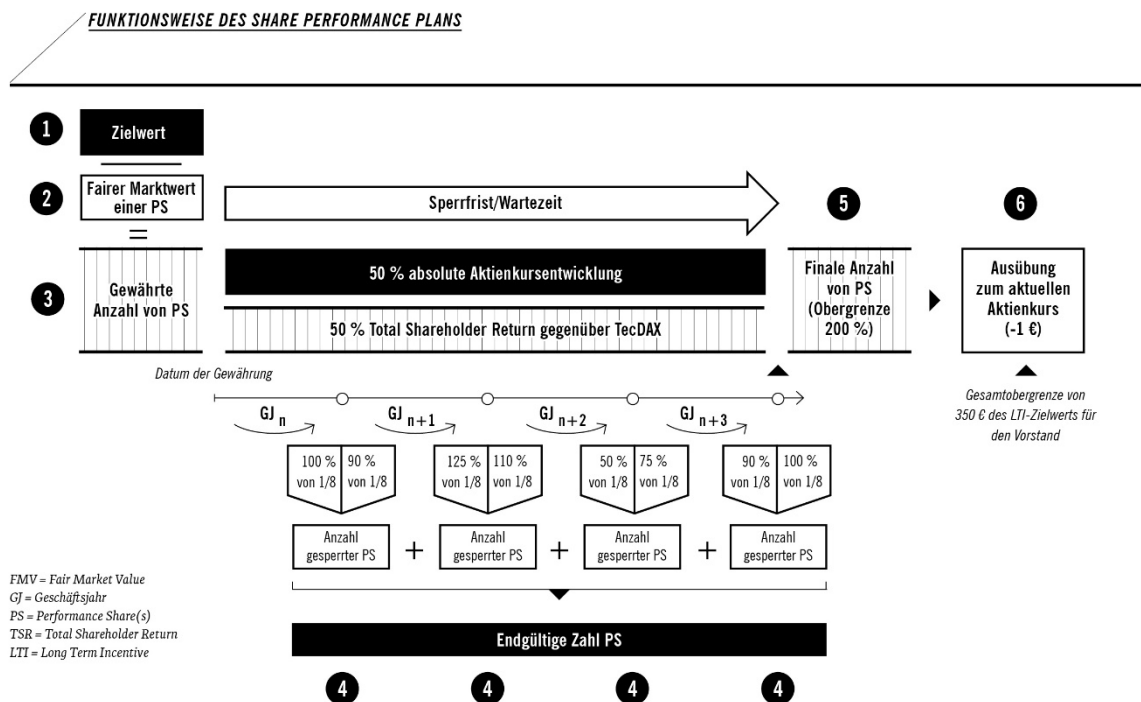 FUNKTIONSWEISE DES SHARE PERFORMANCE PLANS
1
Zielwert
2
Fairer Marktwert
einer PS
=
Sperrfrist/Wartezeit
5
6
3
Gewährte
Anzahl von PS
50 % absolute Aktienkursentwicklung
50 % Total Shareholder Return gegenüber TecDAX
Finale Anzahl
von PS
(Obergrenze
200 %)
Ausübung
zum aktuellen
Aktienkurs
(-1 €)
Datum der Gewährung
Gesamtobergrenze von
350 € des LTI-Zielwerts für
den Vorstand
GJ n
GJ n+1
GJ n+2
GJ n+3
100 %
von 1/8
90 %
von 1/8
125 %
von 1/8
110 %
von 1/8
50 %
von 1/8
75 %
von 1/8
90 %
von 1/8
100 %
von 1/8
Anzahl
gesperrter PS
+
Anzahl
gesperrter PS
+
Anzahl
gesperrter PS
+
Anzahl
gesperrter PS
FMV = Fair Market Value
GJ = Geschäftsjahr
PS = Performance Share(s)
TSR = Total Shareholder Return
LTI = Long Term Incentive
Endgültige Zahl PS
4
4
4
4